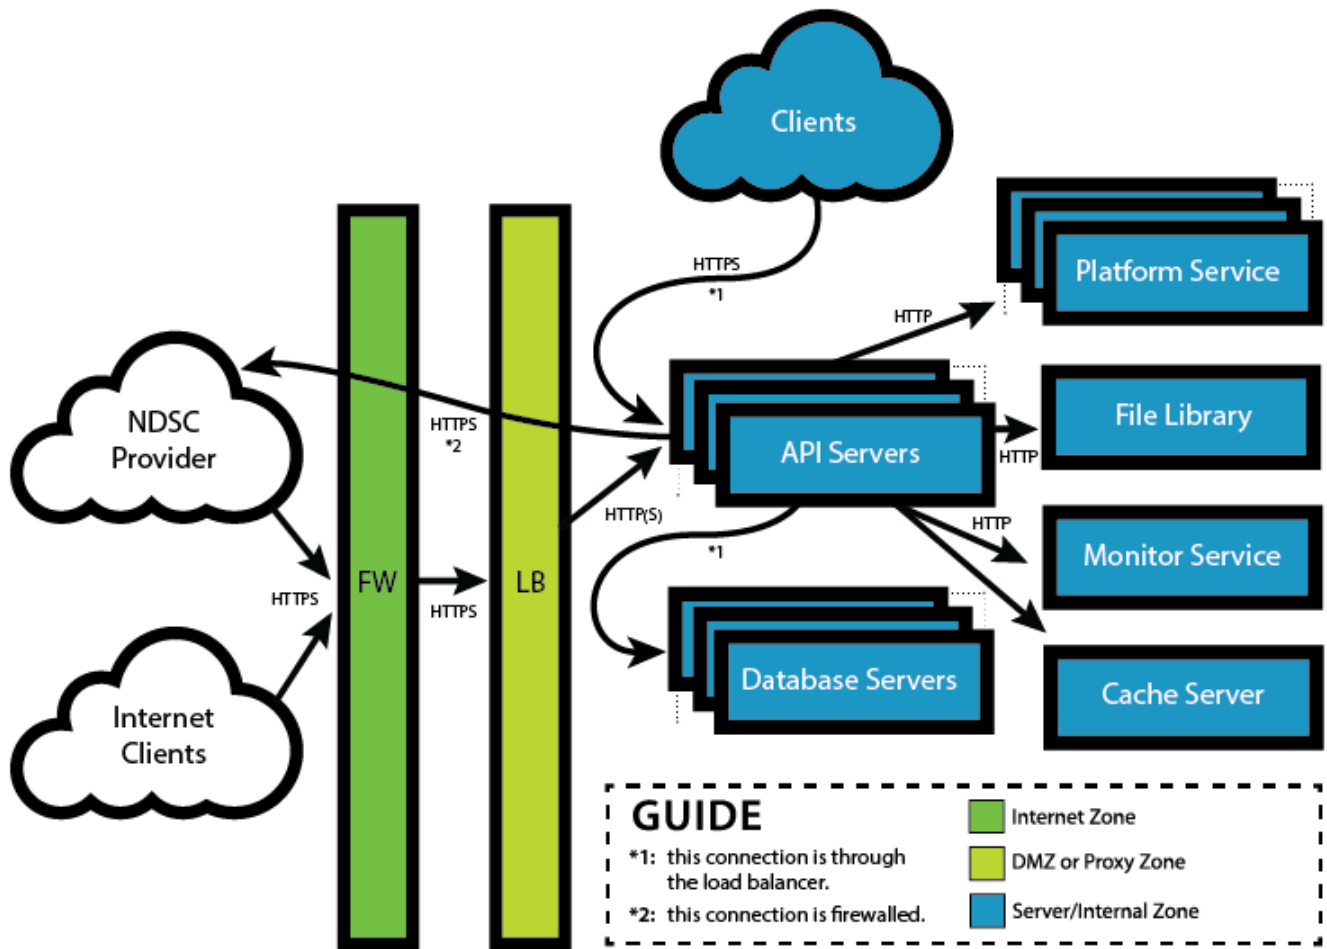 Clients
HTTPS
*1
Platform Service
HTTP
NDSC
Provider
HTTPS
*2
API Servers
File Library
HTTP
HTTP(S)
*1
HTTP
Monitor Service
FW
LB
HTTPS
HTTPS
Internet
Clients
Database Servers
Cache Server
GUIDE
*1: this connection is through
the load balancer.
*2: this connection is firewalled.
Internet Zone
DMZ or Proxy Zone
Server/Internal Zone